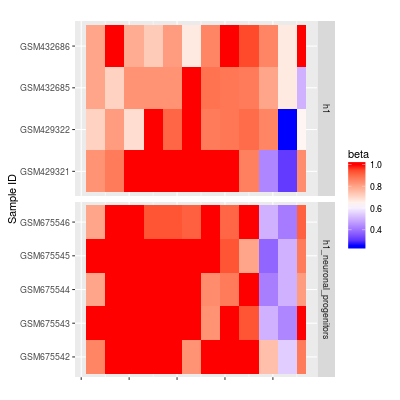 GSM432686
GSM432685
GSM429322
GSM429321
h1
GSM675546
GSM675545
GSM675544
GSM675543
GSM675542
h1_neuronal_progenitors
Sample ID
beta
1.0
0.8
0.6
0.4